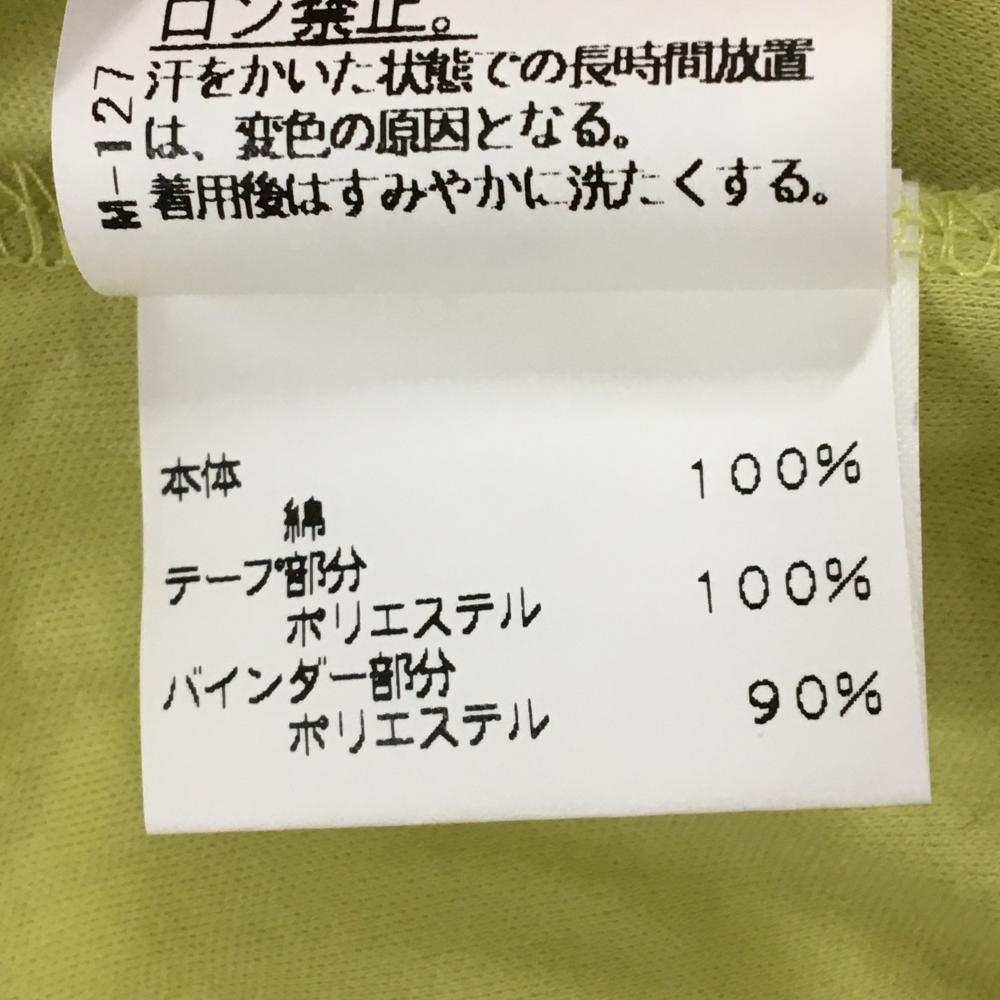 ロン禁止。
汗をかいた状態での長時間放置
は、変色の原因となる。
着用後はすみやかに洗たくする。
M-127
本体 100%
綿
テープ部分
ポリエステル 100%
バインダー部分
ポリエステル 90%